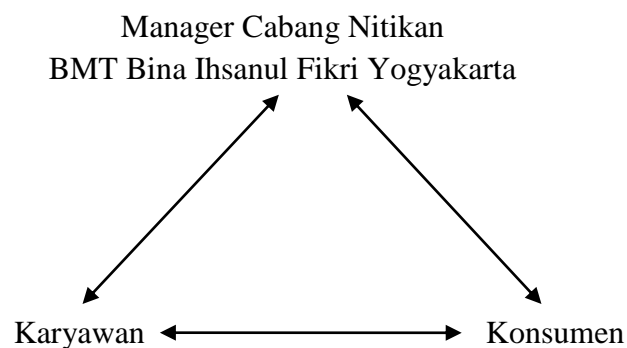 Manager Cabang Nitikan
BMT Bina Ihsanul Fikri Yogyakarta
Karyawan
Konsumen